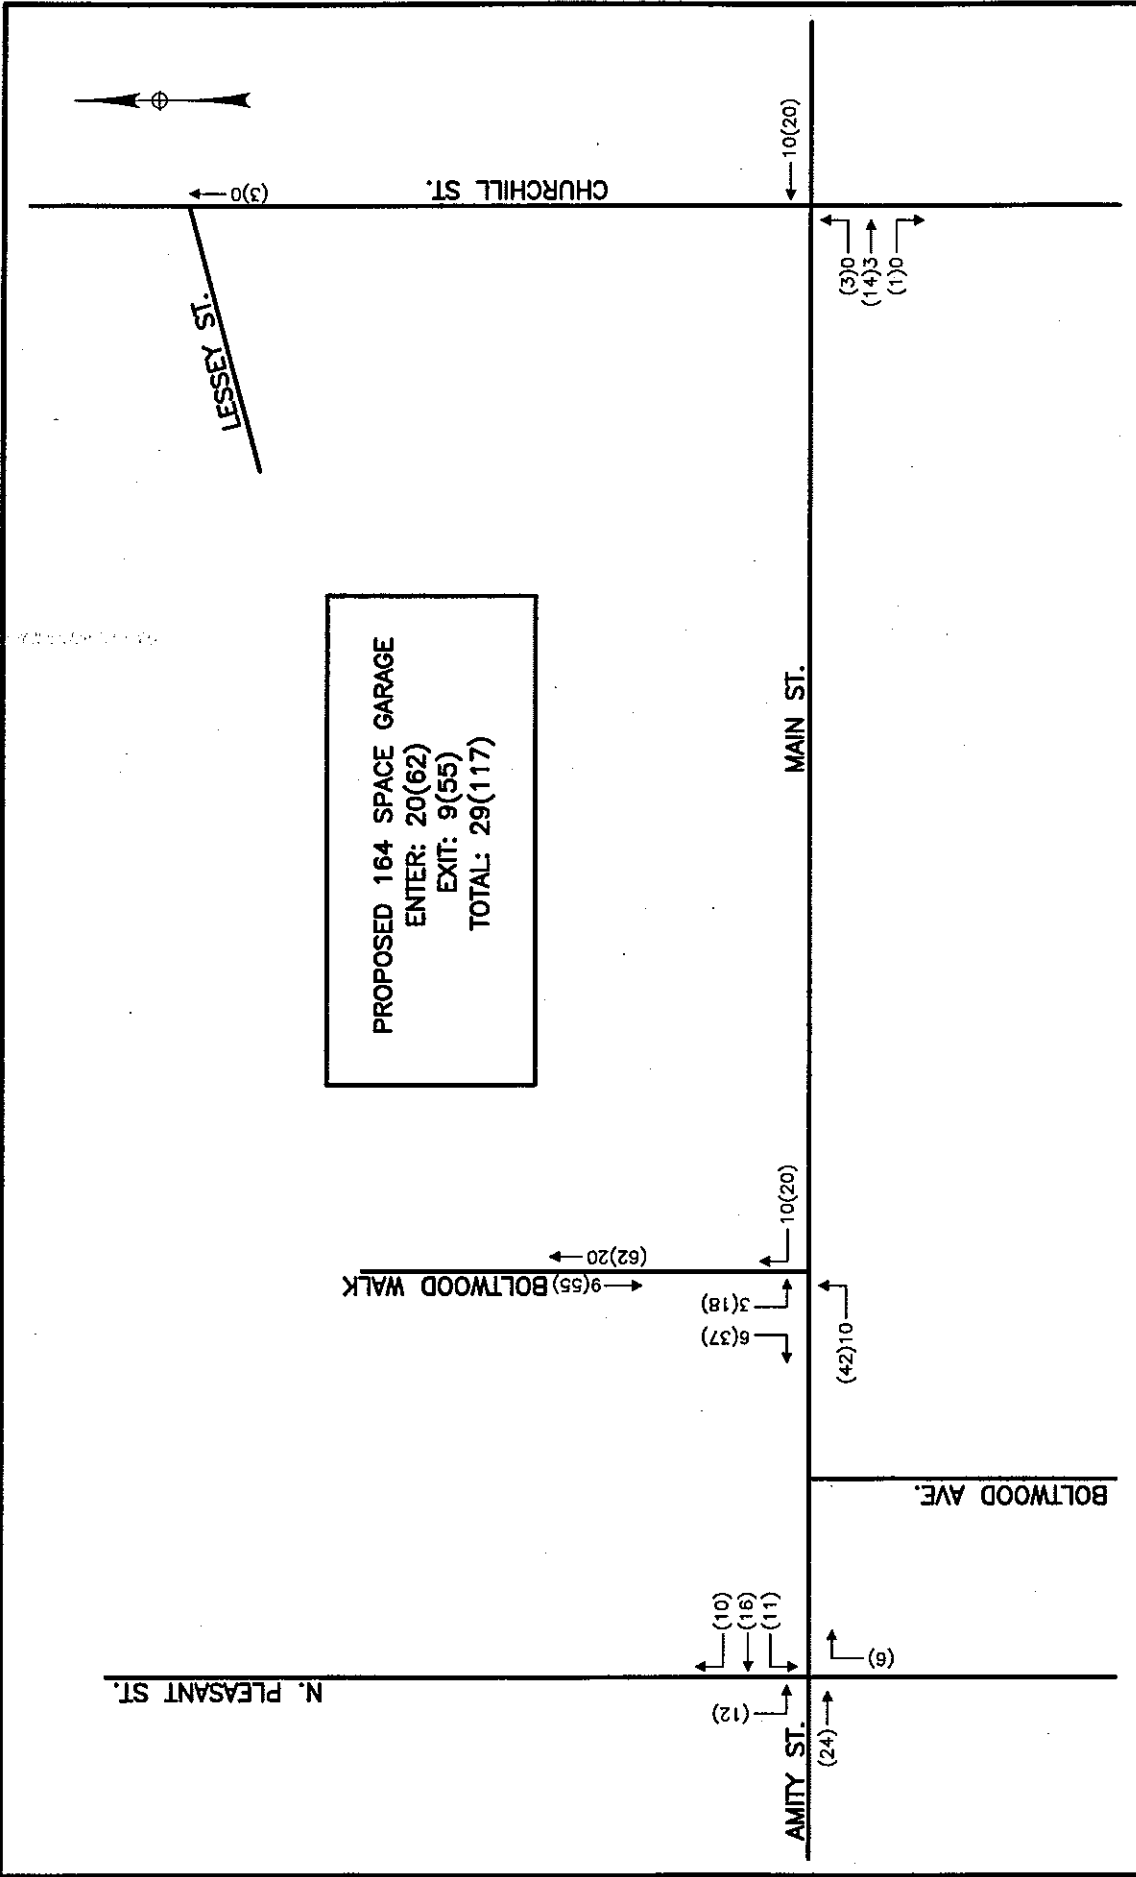 N. PLEASANT ST.
(12)
(10)
(16)
(11)
AMITY ST.
(24)
(6)
BOLTWOOD AVE.
BOLTWOOD WALK
9(55)
(62)20
3(18)
6(37)
10(20)
(42)10
PROPOSED 164 SPACE GARAGE
ENTER: 20(62)
EXIT: 9(55)
TOTAL: 29(117)
MAIN ST.
LESSEY ST.
(3)0
CHURCHILL ST.
10(20)
(3)0
(14)3
(1)0